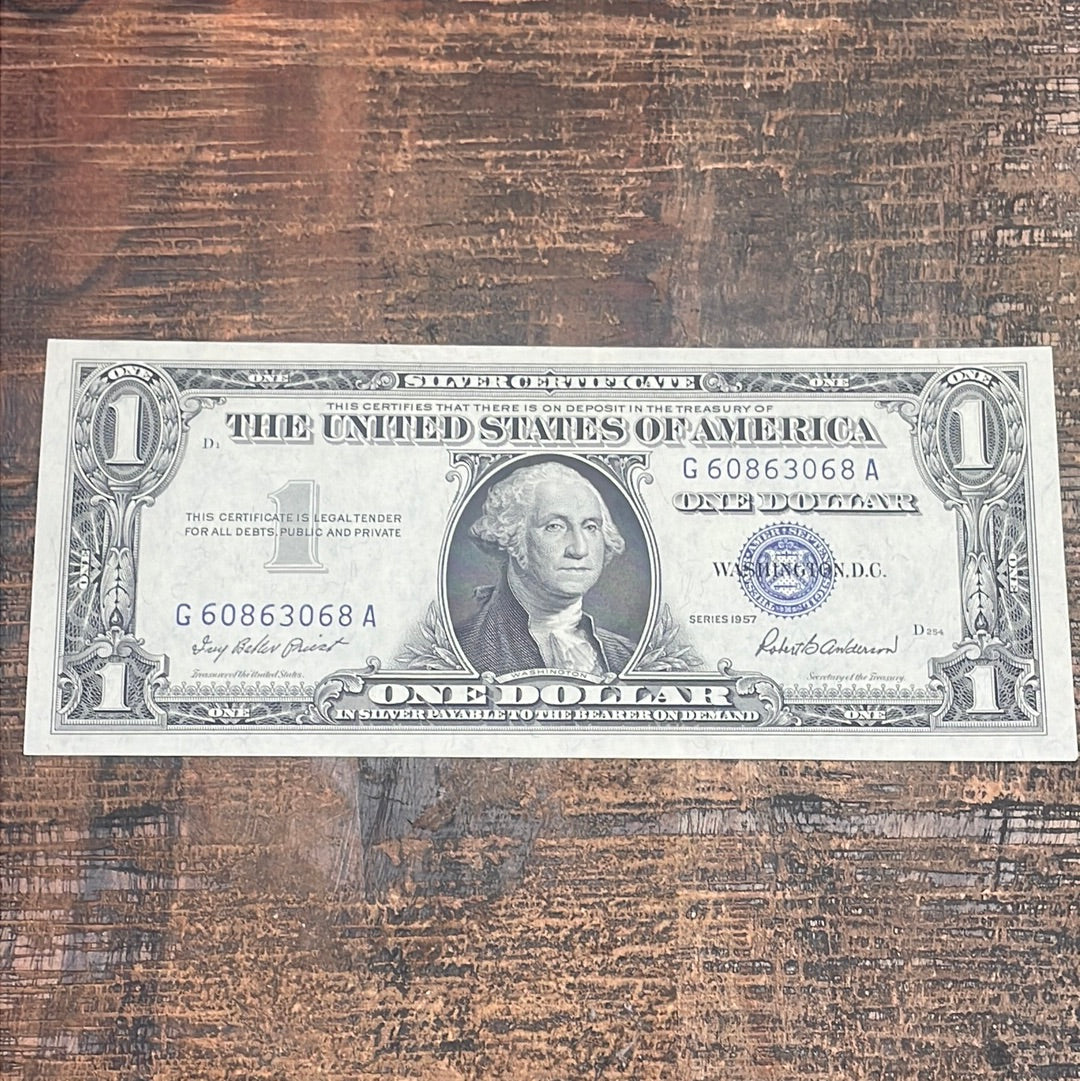 ONE ONE SILVER CERTIFICATE ONE ONE
THIS CERTIFIES THAT THERE IS ON DEPOSIT IN THE TREASURY OF
1 D1 THE UNITED STATES OF AMERICA 1
G 60863068 A
ONE DOLLAR
1
THIS CERTIFICATE IS LEGAL TENDER
FOR ALL DEBTS, PUBLIC AND PRIVATE
ONE WASHINGTON, D.C. ONE
G 60863068 A
SERIES 1957 D254
Ivy Baker Priest Robert B Anderson
Treasurer of the United States. Secretary of the Treasury.
WASHINGTON
1 ONE DOLLAR 1
ONE IN SILVER PAYABLE TO THE BEARER ON DEMAND ONE